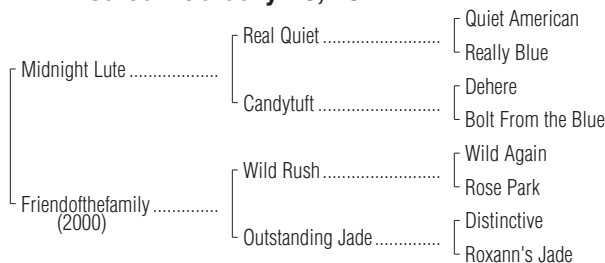 Quiet American
Real Quiet ........................
Really Blue
Midnight Lute ..................
Dehere
Candytuft .........................
Bolt From the Blue
Wild Again
Wild Rush ........................
Rose Park
Friendofthefamily .............
(2000)
Distinctive
Outstanding Jade ...............
Roxann's Jade